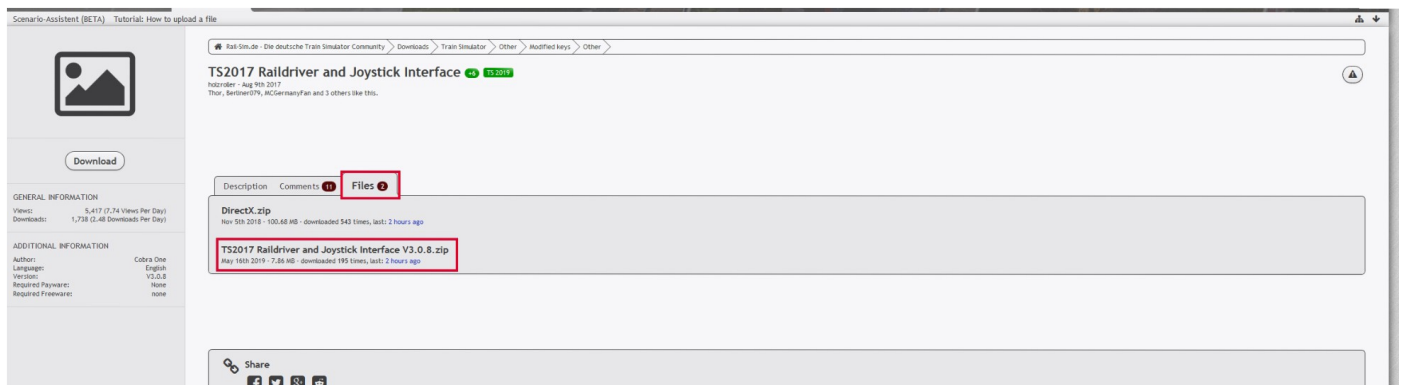 Scenario-Assistent (BETA) Tutorial: How to upload a file
Rail-Sim.de - Die deutsche Train Simulator Community Downloads Train Simulator Other Modified keys Other
TS2017 Raildriver and Joystick Interface +6 TS 2019
holzroller - Aug 9th 2017
Thor, Berliner079, MCGermanyFan and 3 others like this.
Download
GENERAL INFORMATION
Views: 5,417 (7.74 Views Per Day)
Downloads: 1,738 (2.48 Downloads Per Day)
ADDITIONAL INFORMATION
Author: Cobra One
Language: English
Version: V3.0.8
Required Payware: None
Required Freeware: none
Description Comments 11 Files 2
DirectX.zip
Nov 5th 2018 - 100.68 MB - downloaded 543 times, last: 2 hours ago
TS2017 Raildriver and Joystick Interface V3.0.8.zip
May 16th 2019 - 7.86 MB - downloaded 195 times, last: 2 hours ago
Share